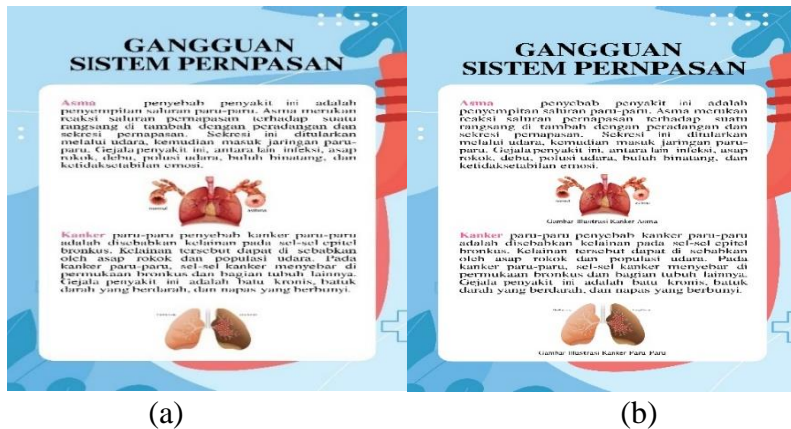 GANGGUAN
SISTEM PERNPASAN
Asma penyebab penyakit ini adalah
penyempitan saluran paru-paru. Asma merukan
reaksi saluran pernapasan terhadap suatu
rangsang di tambah dengan peradangan dan
sekresi pernapasan. Sekresi ini ditularkan
melalui udara, kemudian masuk jaringan paru-
paru. Gejala penyakit ini, antara lain infeksi, asap
rokok, debu, polusi udara, buluh binatang, dan
ketidaksetabilan emosi.
normal
asthma
Kanker paru-paru penyebab kanker paru-paru
adalah disebabkan kelainan pada sel-sel epitel
bronkus. Kelainan tersebut dapat di sebabkan
oleh asap rokok dan populasi udara. Pada
kanker paru-paru, sel-sel kanker menyebar di
permukaan bronkus dan bagian tubuh lainnya.
Gejala penyakit ini adalah batu kronis, batuk
darah yang berdarah, dan napas yang berbunyi.
(a)
GANGGUAN
SISTEM PERNPASAN
Asma penyebab penyakit ini adalah
penyempitan saluran paru-paru. Asma merukan
reaksi saluran pernapasan terhadap suatu
rangsang di tambah dengan peradangan dan
sekresi pernapasan. Sekresi ini ditularkan
melalui udara, kemudian masuk jaringan paru-
paru. Gejala penyakit ini, antara lain infeksi, asap
rokok, debu, polusi udara, buluh binatang, dan
ketidaksetabilan emosi.
normal
Gambar Illustrasi Kanker Asma
Kanker paru-paru penyebab kanker paru-paru
adalah disebabkan kelainan pada sel-sel epitel
bronkus. Kelainan tersebut dapat di sebabkan
oleh asap rokok dan populasi udara. Pada
kanker paru-paru, sel-sel kanker menyebar di
permukaan bronkus dan bagian tubuh lainnya.
Gejala penyakit ini adalah batu kronis, batuk
darah yang berdarah, dan napas yang berbunyi.
Gambar Illustrasi Kanker Paru-Paru
(b)